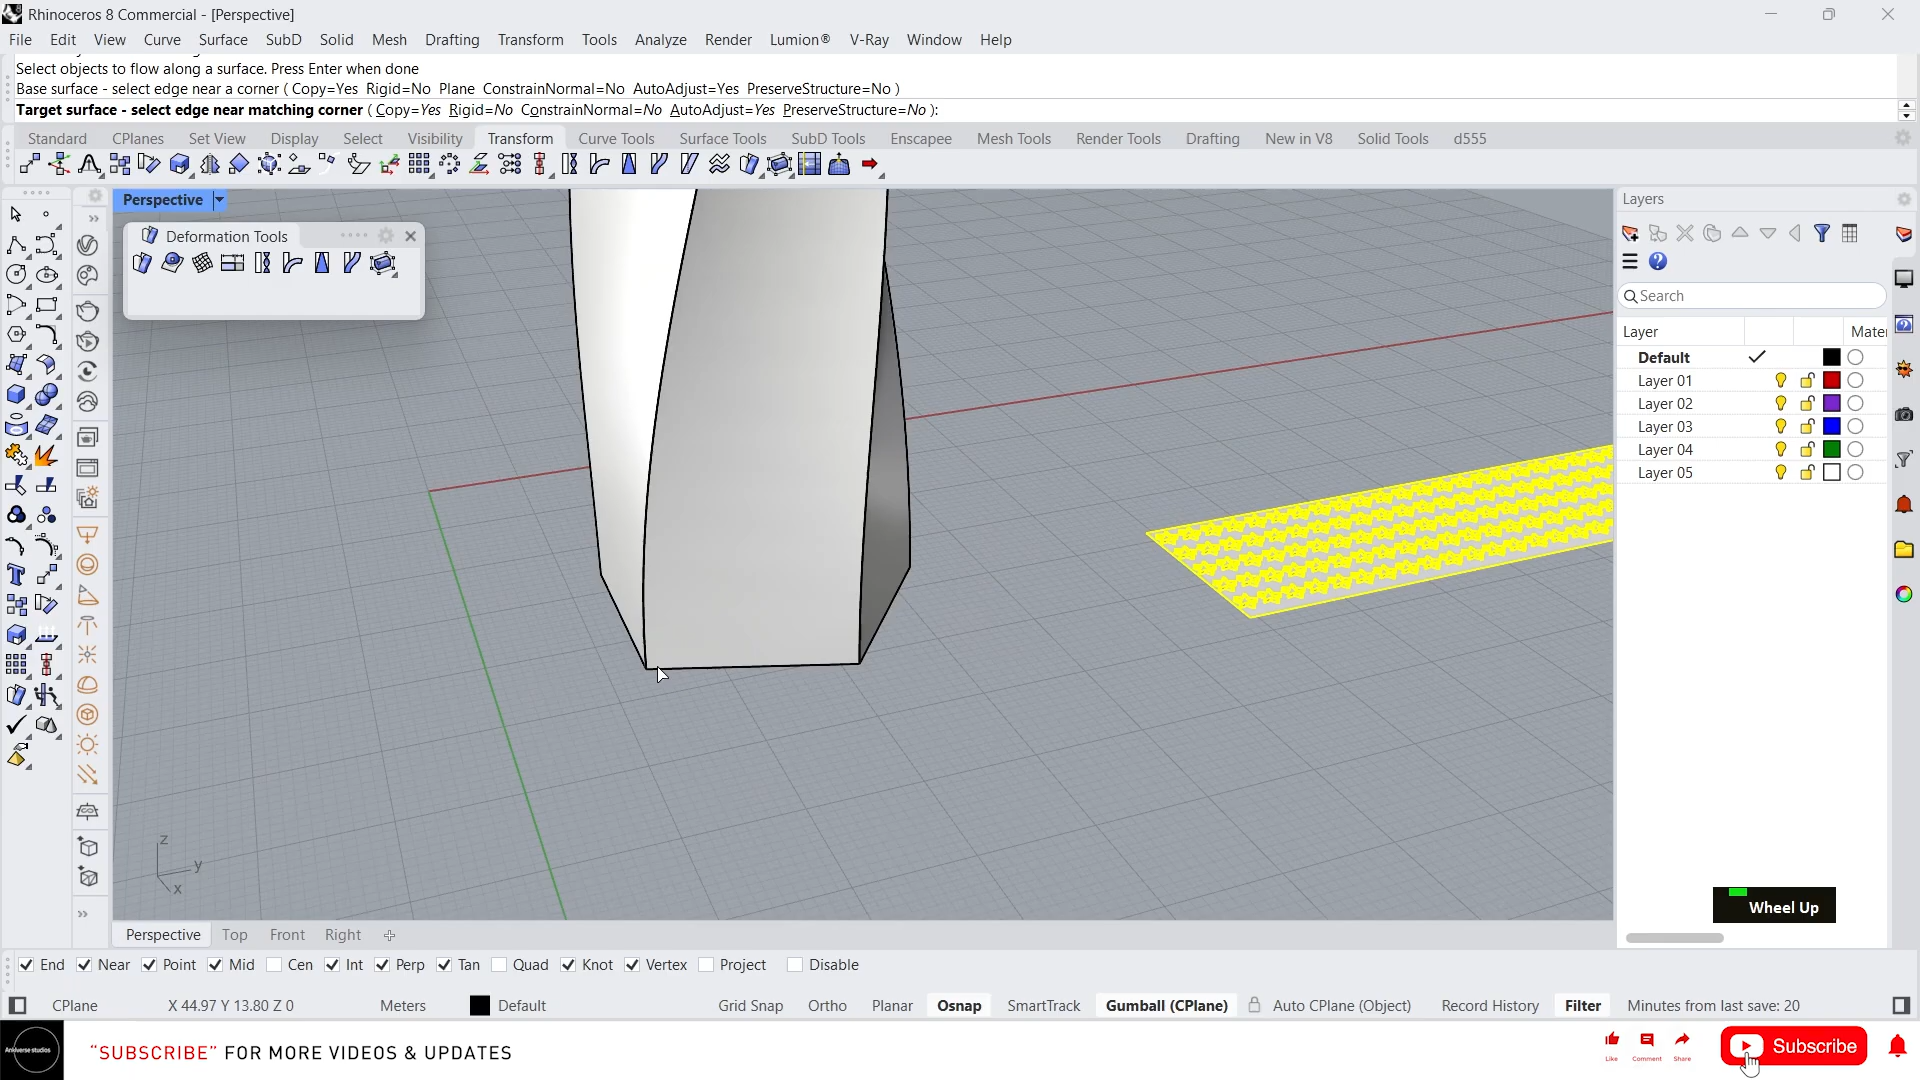 Rhinoceros 8 Commercial - [Perspective]
File Edit View Curve Surface SubD Solid Mesh Drafting Transform Tools Analyze Render Lumion® V-Ray Window Help
Select objects to flow along a surface. Press Enter when done
Base surface - select edge near a corner ( Copy=Yes Rigid=No Plane ConstrainNormal=No AutoAdjust=Yes PreserveStructure=No )
Target surface - select edge near matching corner ( Copy=Yes Rigid=No ConstrainNormal=No AutoAdjust=Yes PreserveStructure=No ):
Standard CPlanes Set View Display Select Visibility Transform Curve Tools Surface Tools SubD Tools Enscapee Mesh Tools Render Tools Drafting New in V8 Solid Tools d555
Perspective
Layers
Deformation Tools
Search
Layer Mater
Default
Layer 01
Layer 02
Layer 03
Layer 04
Layer 05
z
y
x
Wheel Up
Perspective Top Front Right
End Near Point Mid Cen Int Perp Tan Quad Knot Vertex Project Disable
CPlane X 44.97 Y 13.80 Z 0 Meters Default Grid Snap Ortho Planar Osnap SmartTrack Gumball (CPlane) Auto CPlane (Object) Record History Filter Minutes from last save: 20
"SUBSCRIBE" FOR MORE VIDEOS & UPDATES
Like Comment Share
Subscribe